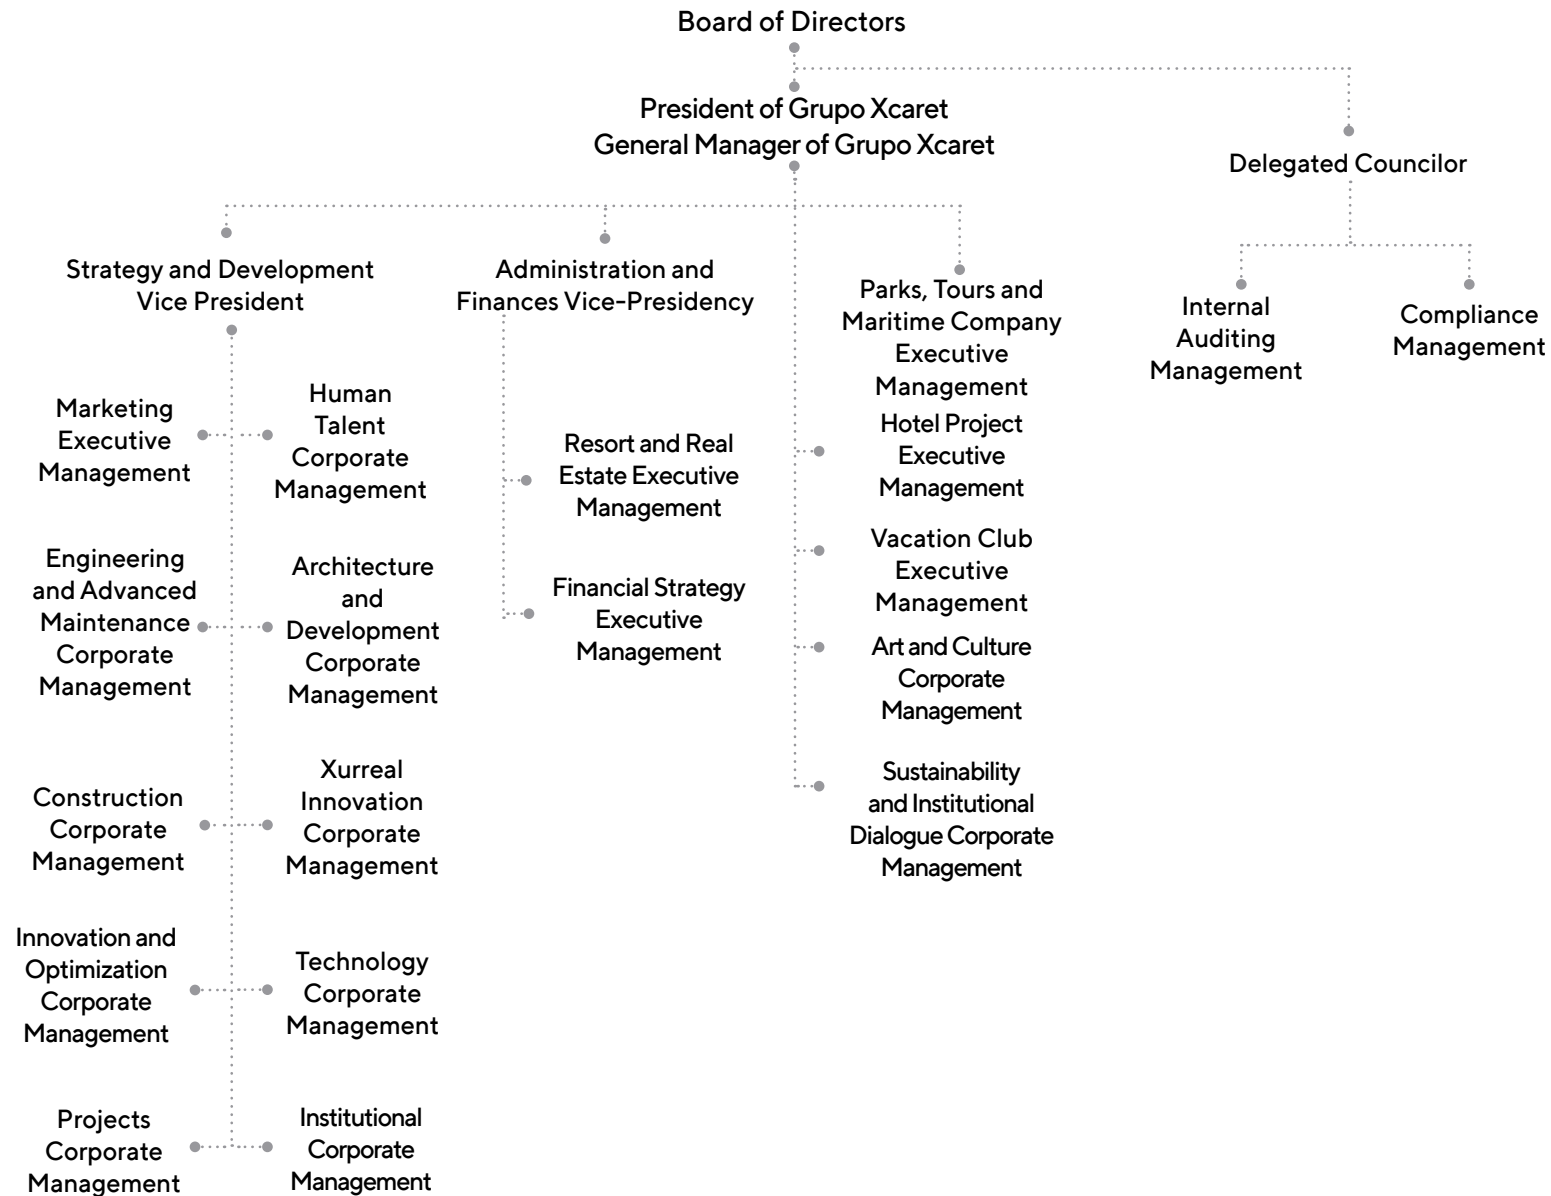 Board of Directors
President of Grupo Xcaret
General Manager of Grupo Xcaret
Delegated Councilor
Strategy and Development
Vice President
Administration and
Finances Vice-Presidency
Parks, Tours and
Maritime Company
Executive
Management
Internal
Auditing
Management
Compliance
Management
Marketing
Executive
Management
Human
Talent
Corporate
Management
Resort and Real
Estate Executive
Management
Hotel Project
Executive
Management
Engineering
and Advanced
Maintenance
Corporate
Management
Architecture
and
Development
Corporate
Management
Financial Strategy
Executive
Management
Vacation Club
Executive
Management
Art and Culture
Corporate
Management
Construction
Corporate
Management
Xurreal
Innovation
Corporate
Management
Sustainability
and Institutional
Dialogue Corporate
Management
Innovation and
Optimization
Corporate
Management
Technology
Corporate
Management
Projects
Corporate
Management
Institutional
Corporate
Management